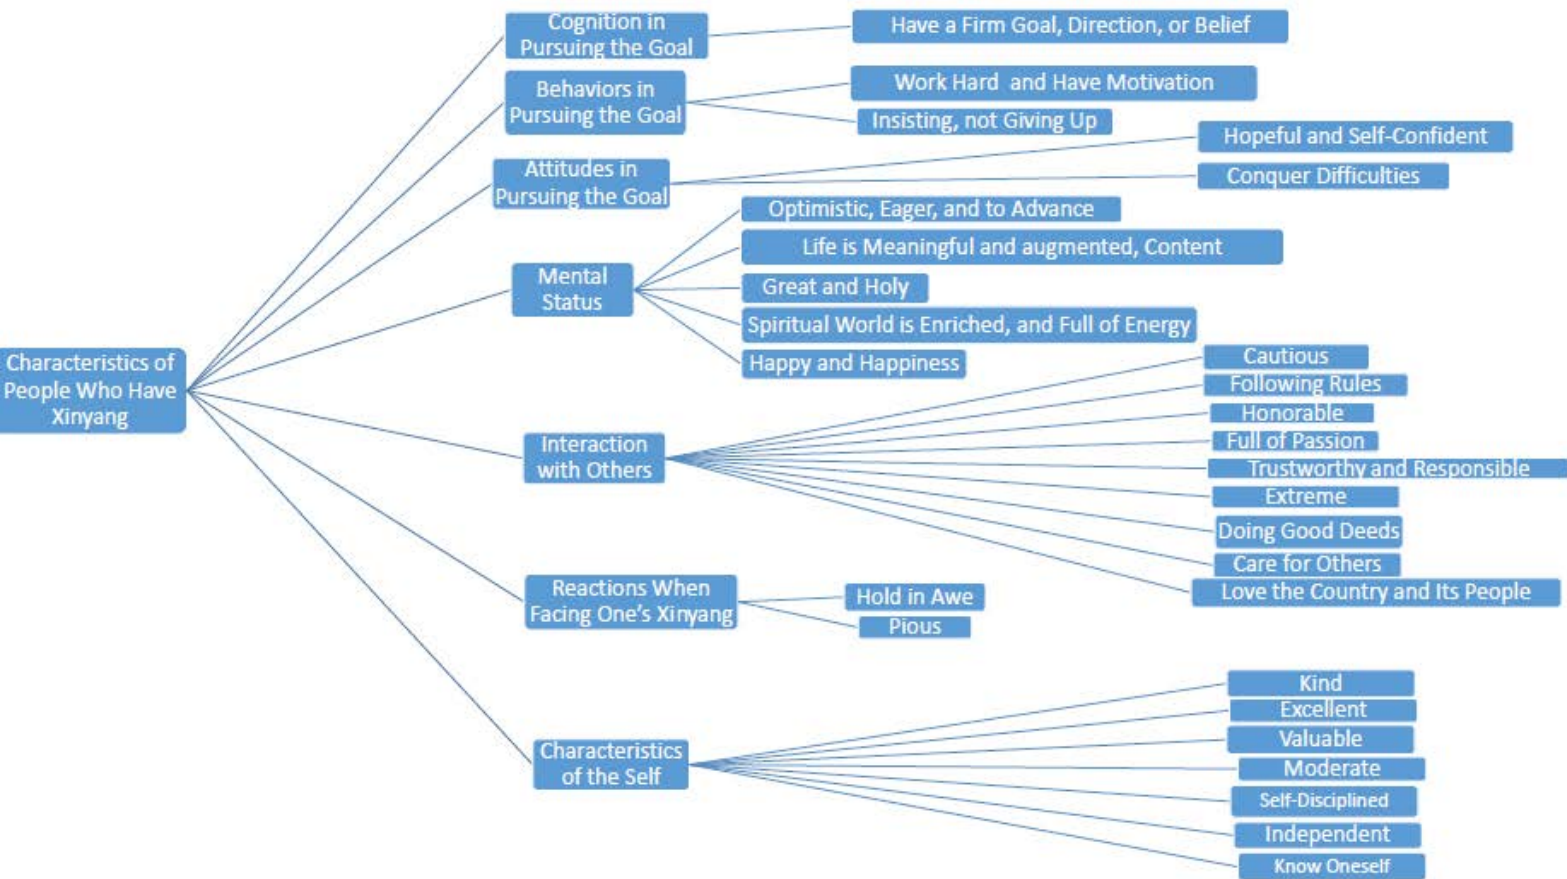 Cognition in
Pursuing the Goal
Have a Firm Goal, Direction, or Belief
Behaviors in
Pursuing the Goal
Work Hard and Have Motivation
Insisting, not Giving Up
Attitudes in
Pursuing the Goal
Hopeful and Self-Confident
Conquer Difficulties
Mental
Status
Optimistic, Eager, and to Advance
Life is Meaningful and augmented, Content
Great and Holy
Spiritual World is Enriched, and Full of Energy
Happy and Happiness
Characteristics of
People Who Have
Xinyang
Interaction
with Others
Cautious
Following Rules
Honorable
Full of Passion
Trustworthy and Responsible
Extreme
Doing Good Deeds
Care for Others
Love the Country and Its People
Reactions When
Facing One's Xinyang
Hold in Awe
Pious
Characteristics
of the Self
Kind
Excellent
Valuable
Moderate
Self-Disciplined
Independent
Know Oneself